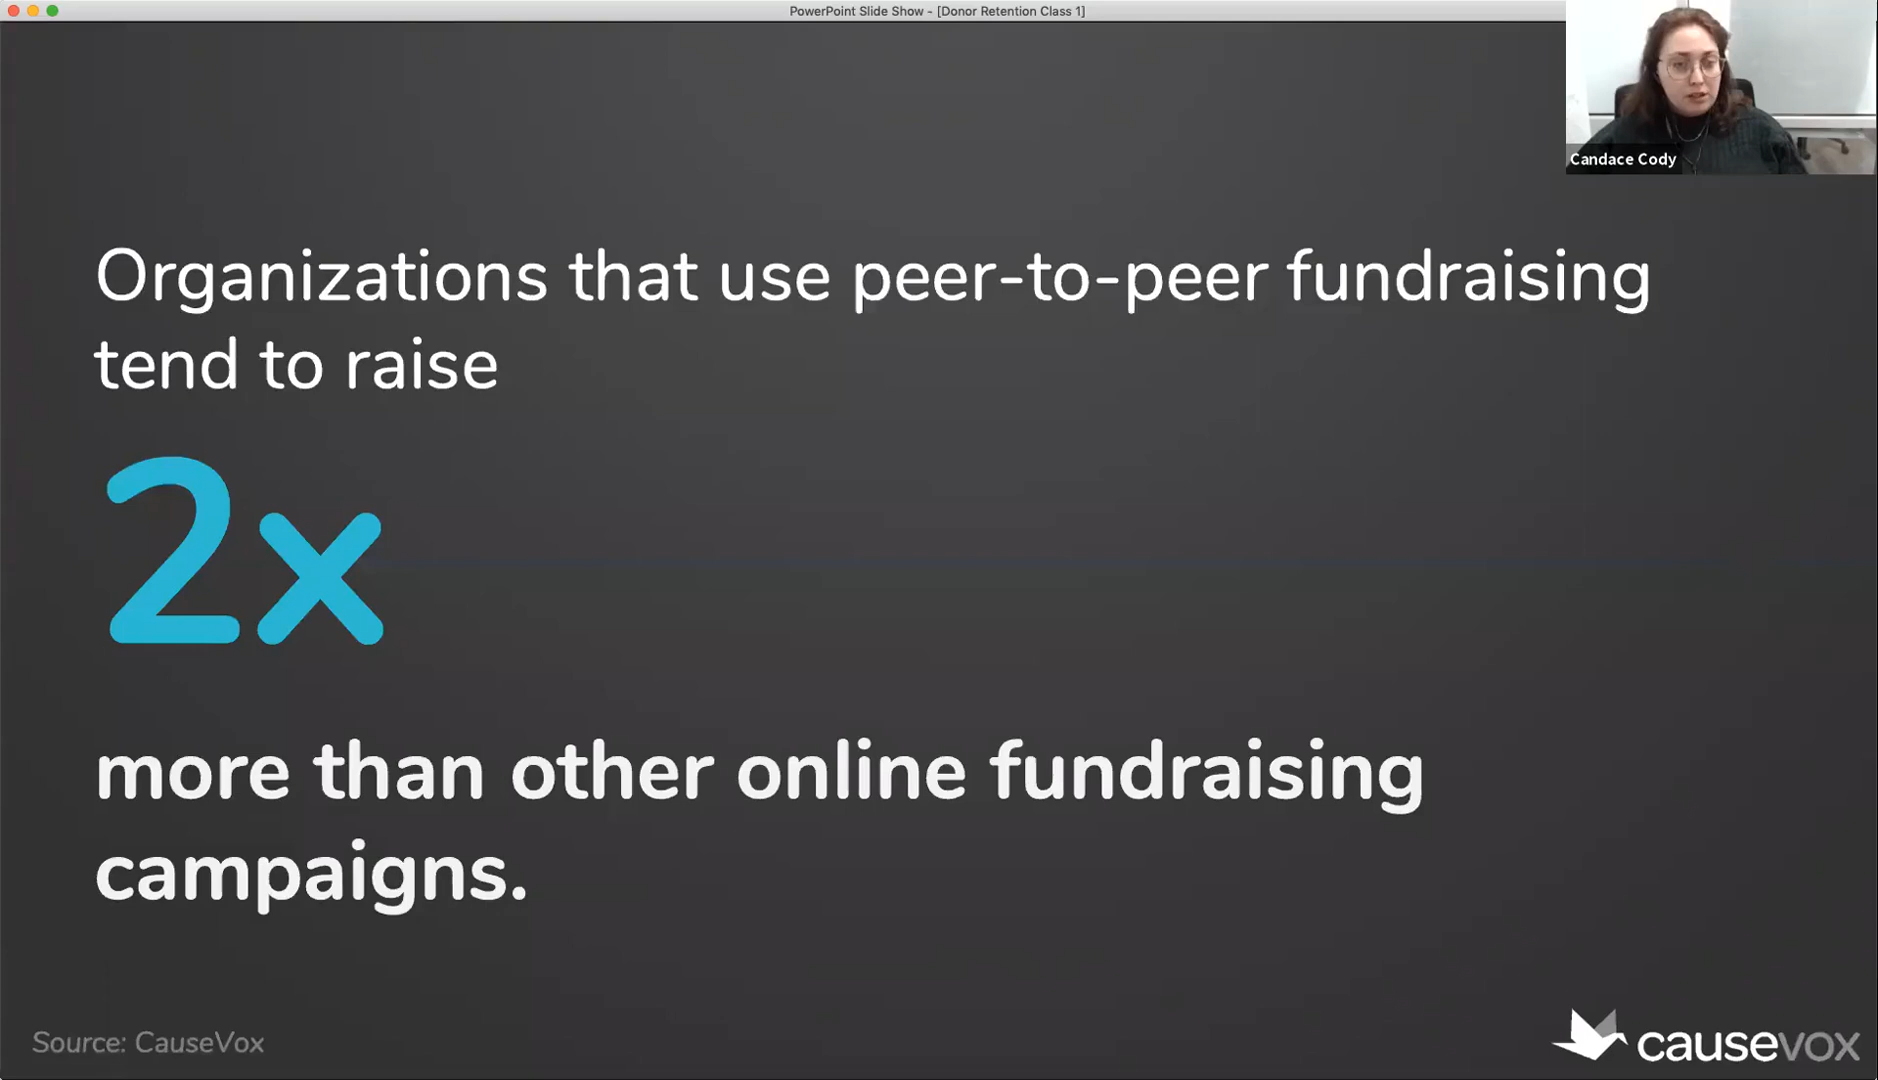 PowerPoint Slide Show - [Donor Retention Class 1]
Candace Cody
Organizations that use peer-to-peer fundraising
tend to raise
2x
more than other online fundraising
campaigns.
Source: CauseVox
causevox